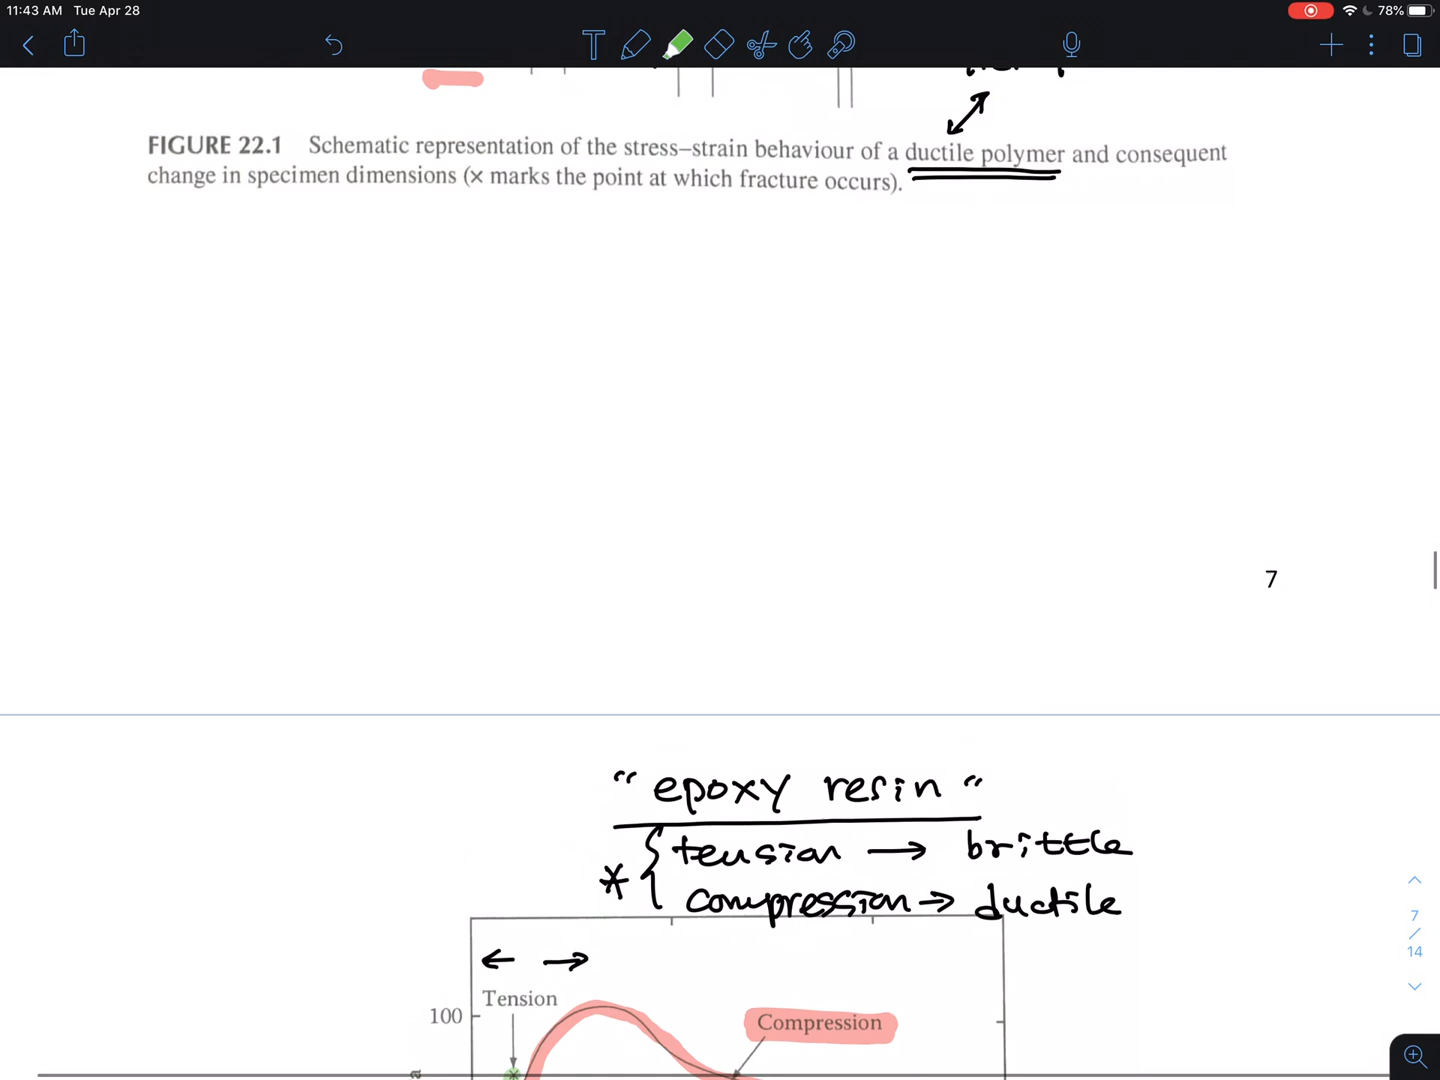 11:43 AM Tue Apr 28
78%
FIGURE 22.1 Schematic representation of the stress–strain behaviour of a ductile polymer and consequent
change in specimen dimensions (× marks the point at which fracture occurs).
7
“ epoxy resin “
* { tension → brittle
compression → ductile
← →
Tension
100
Compression
7
/
14